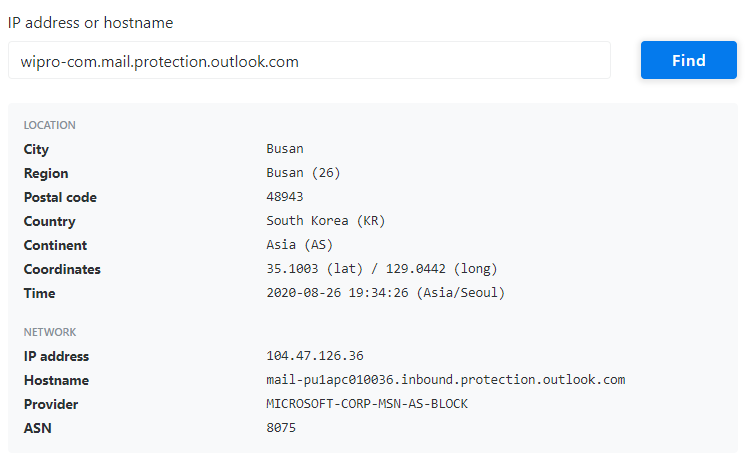 IP address or hostname
wipro-com.mail.protection.outlook.com
Find
LOCATION
City Busan
Region Busan (26)
Postal code 48943
Country South Korea (KR)
Continent Asia (AS)
Coordinates 35.1003 (lat) / 129.0442 (long)
Time 2020-08-26 19:34:26 (Asia/Seoul)
NETWORK
IP address 104.47.126.36
Hostname mail-pu1apc010036.inbound.protection.outlook.com
Provider MICROSOFT-CORP-MSN-AS-BLOCK
ASN 8075